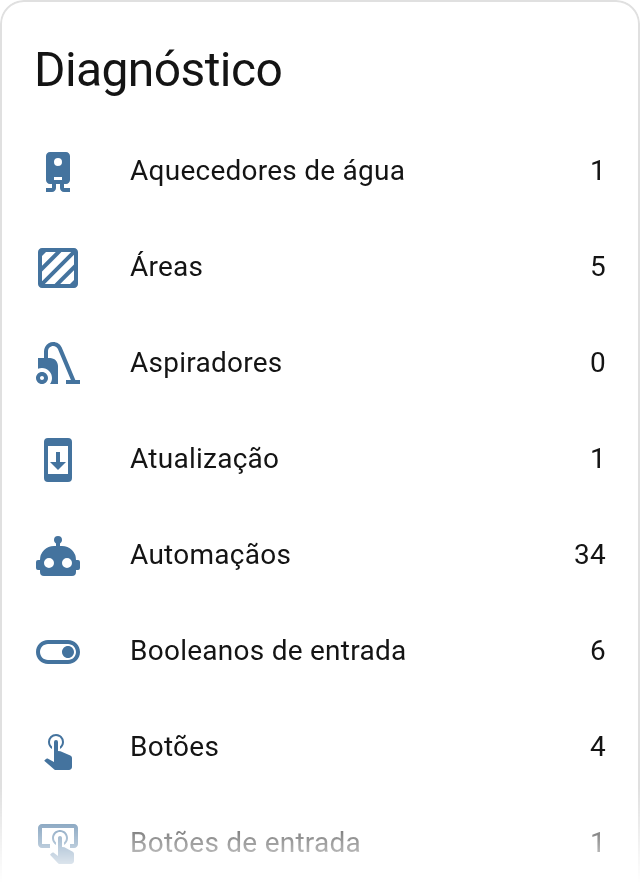 Diagnóstico
Aquecedores de água 1
Áreas 5
Aspiradores 0
Atualização 1
Automaçãos 34
Booleanos de entrada 6
Botões 4
Botões de entrada 1